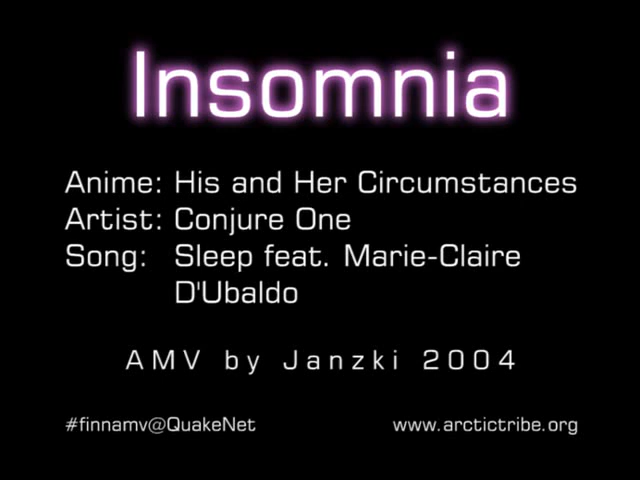 Insomnia
Anime: His and Her Circumstances
Artist: Conjure One
Song: Sleep feat. Marie-Claire
D'Ubaldo
AMV by Janzki 2004
#finnamv@QuakeNet
www.arctictribe.org